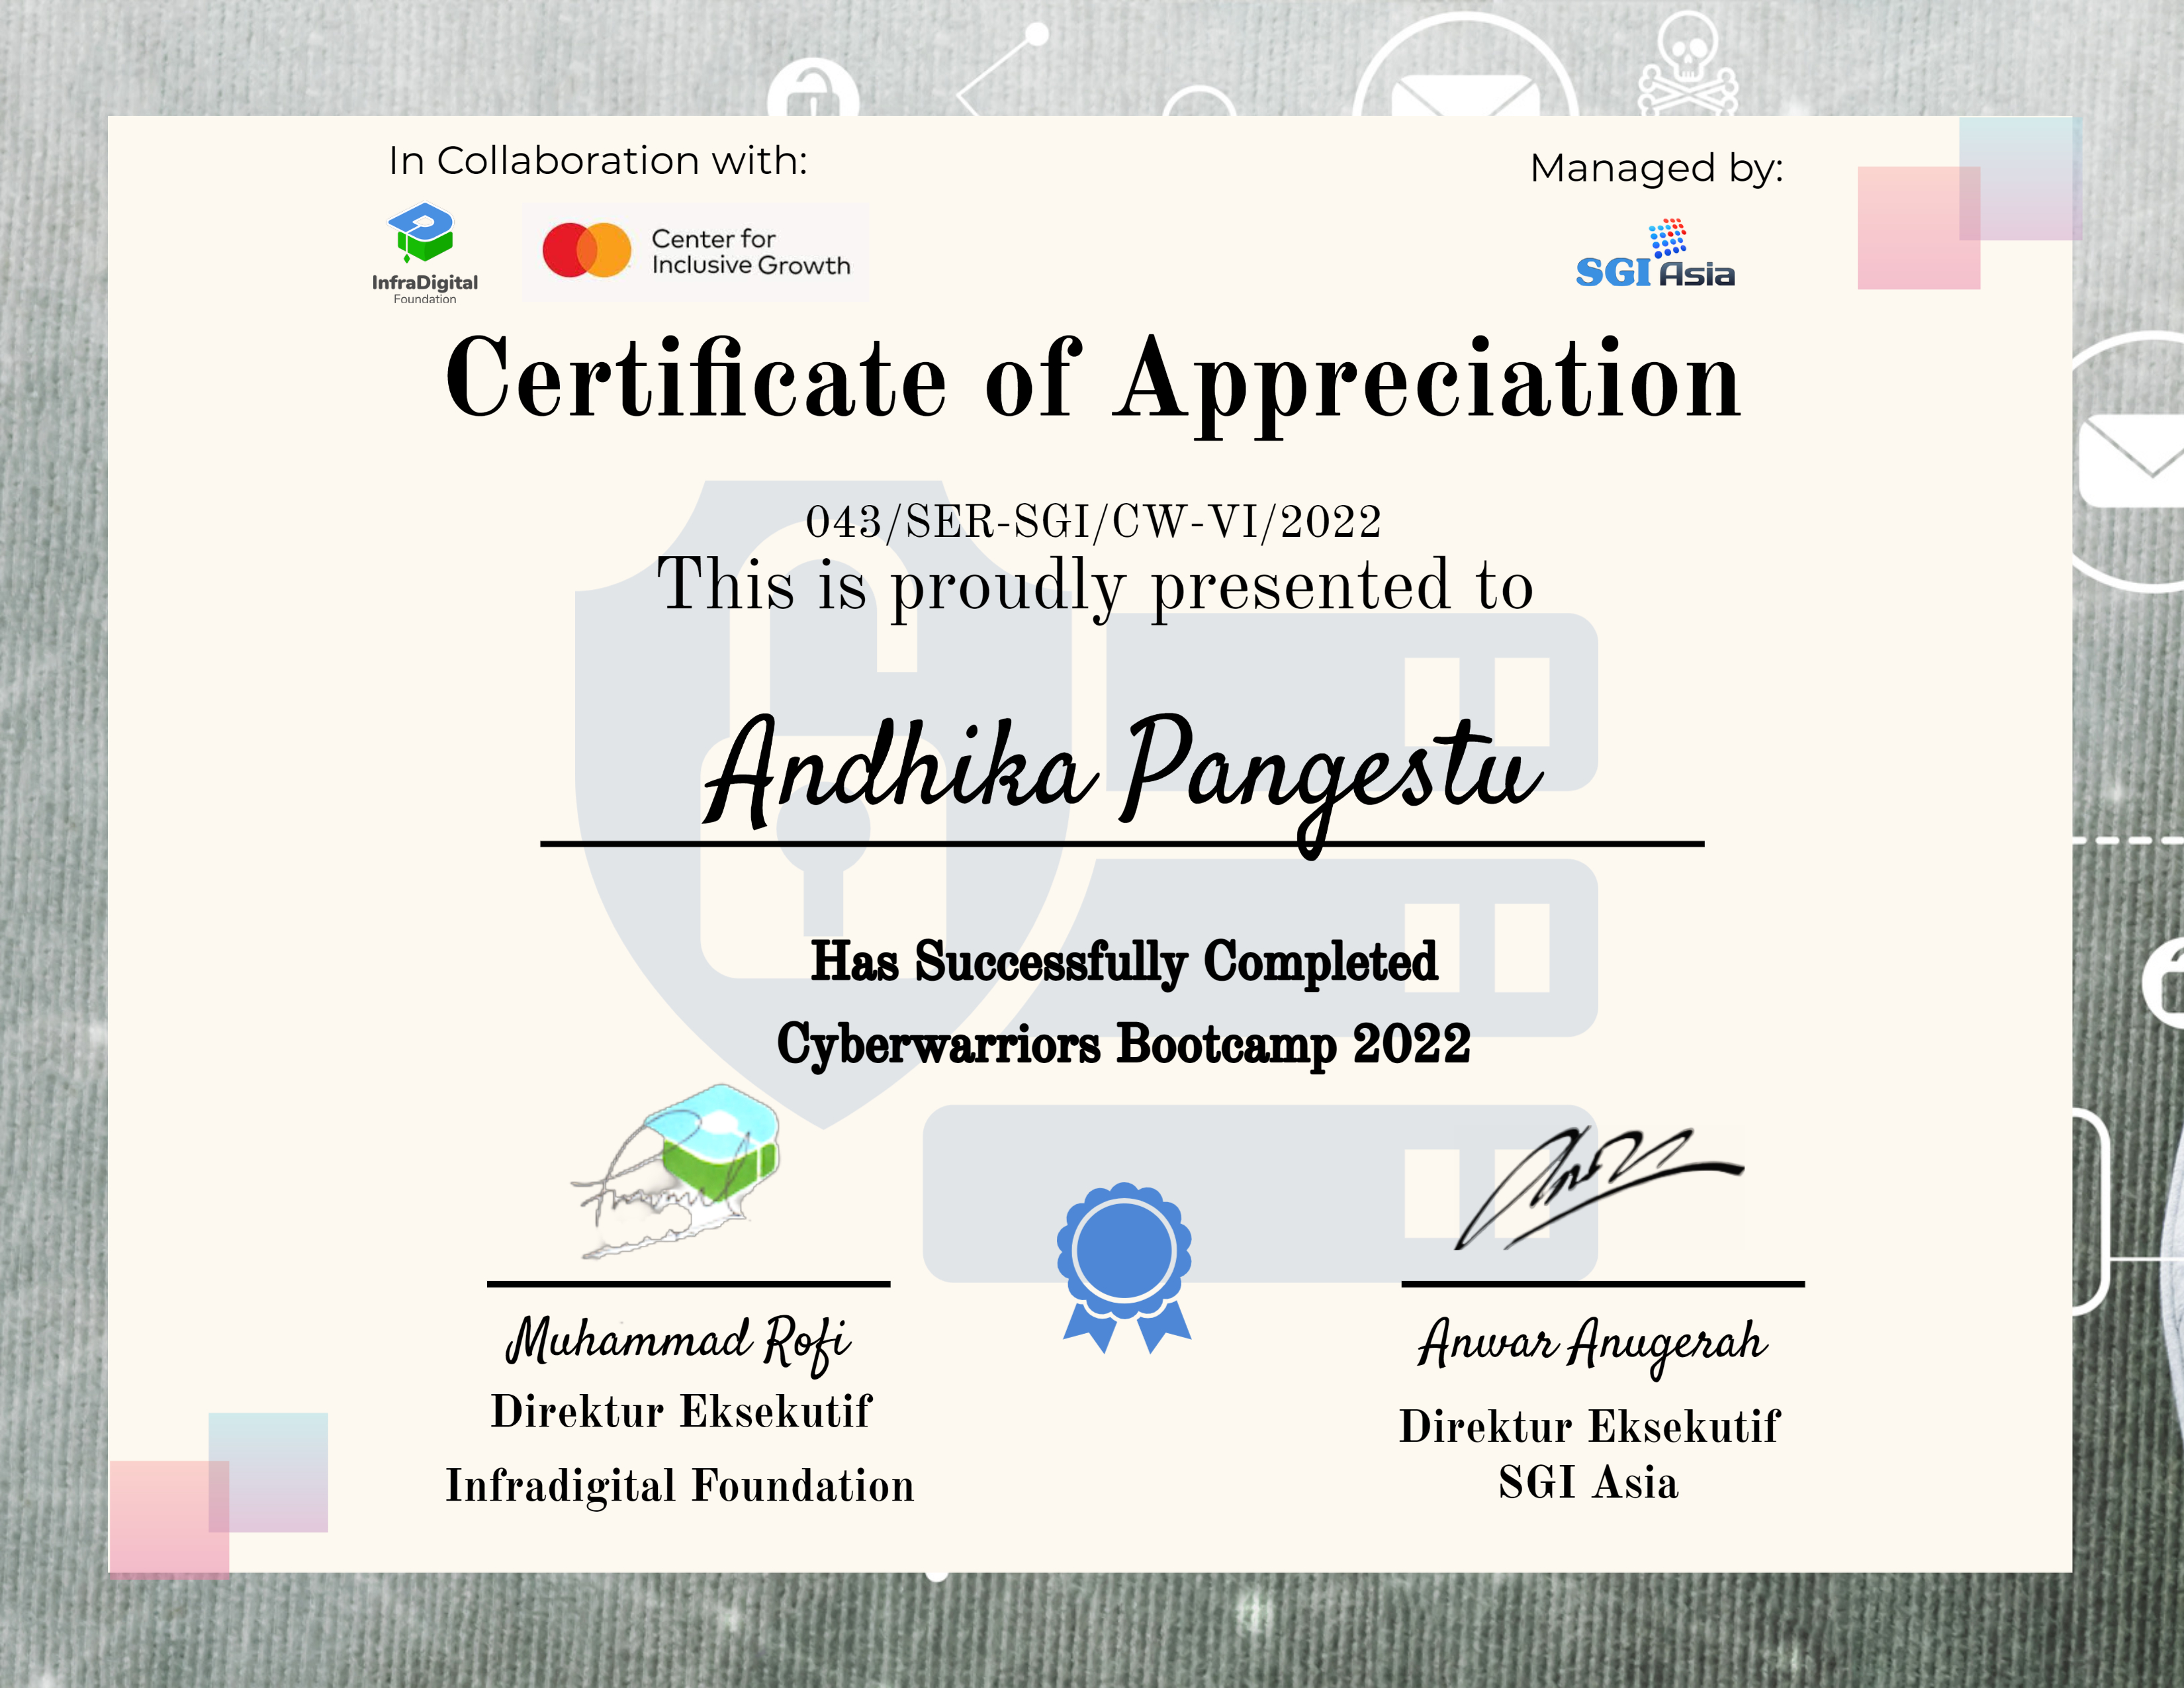 In Collaboration with:
Managed by:
InfraDigital
Foundation
Center for
Inclusive Growth
SGI Asia
Certificate of Appreciation
043/SER-SGI/CW-VI/2022
This is proudly presented to
Andhika Pangestu
Has Successfully Completed
Cyberwarriors Bootcamp 2022
Muhammad Rofi
Direktur Eksekutif
Infradigital Foundation
Anwar Anugerah
Direktur Eksekutif
SGI Asia